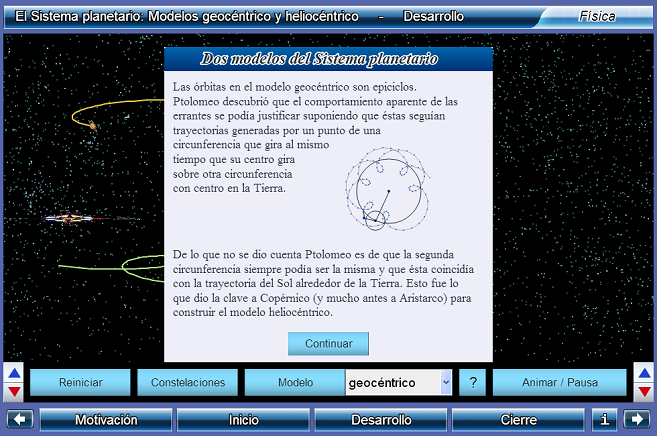 El Sistema planetario: Modelos geocéntrico y heliocéntrico - Desarrollo Física
Dos modelos del Sistema planetario
Las órbitas en el modelo geocéntrico son epiciclos.
Ptolomeo descubrió que el comportamiento aparente de las
errantes se podía justificar suponiendo que éstas seguían
trayectorias generadas por un punto de una
circunferencia que gira al mismo
tiempo que su centro gira
sobre otra circunferencia
con centro en la Tierra.
De lo que no se dio cuenta Ptolomeo es de que la segunda
circunferencia siempre podía ser la misma y que ésta coincidía
con la trayectoria del Sol alrededor de la Tierra. Esto fue lo
que dio la clave a Copérnico (y mucho antes a Aristarco) para
construir el modelo heliocéntrico.
Continuar
Reiniciar Constelaciones Modelo geocéntrico ? Animar / Pausa
Motivación Inicio Desarrollo Cierre i